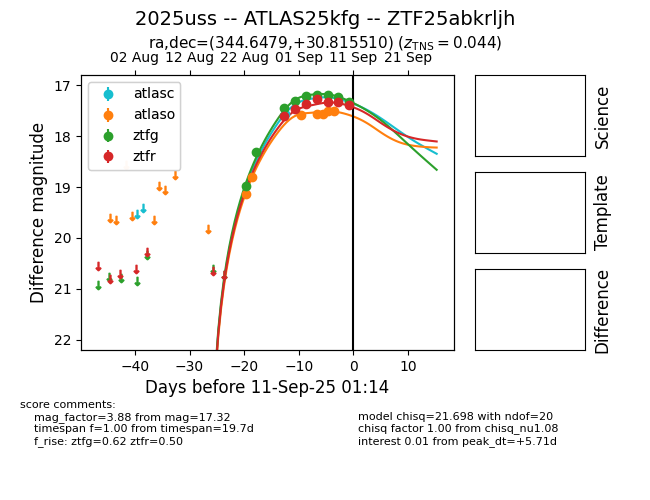 2025uss -- ATLAS25kfg -- ZTF25abkrljh
ra,dec=(344.6479,+30.815510) (z_TNS = 0.044)
02 Aug 12 Aug 22 Aug 01 Sep 11 Sep 21 Sep
atlasc
atlaso
ztfg
ztfr
17
18
19
20
21
22
Difference magnitude
−40 −30 −20 −10 0 10
Days before 11-Sep-25 01:14
Science
Template
Difference
score comments:
mag_factor=3.88 from mag=17.32
timespan f=1.00 from timespan=19.7d
f_rise: ztfg=0.62 ztfr=0.50
model chisq=21.698 with ndof=20
chisq factor 1.00 from chisq_nu1.08
interest 0.01 from peak_dt=+5.71d